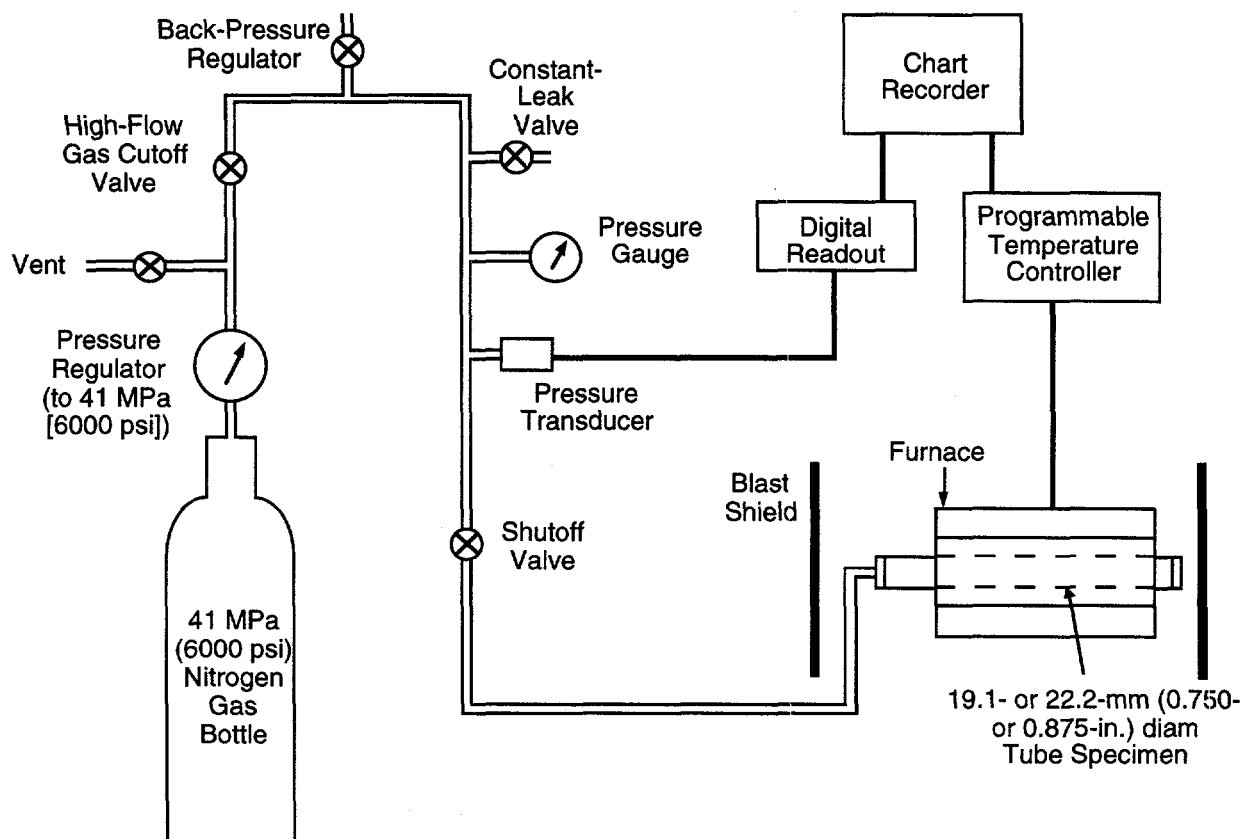 Back-Pressure
Regulator
Constant-
Leak
Valve
Chart
Recorder
High-Flow
Gas Cutoff
Valve
Vent
Pressure
Gauge
Digital
Readout
Programmable
Temperature
Controller
Pressure
Regulator
(to 41 MPa
[6000 psi])
Pressure
Transducer
Furnace
Blast
Shield
Shutoff
Valve
41 MPa
(6000 psi)
Nitrogen
Gas
Bottle
19.1- or 22.2-mm (0.750-
or 0.875-in.) diam
Tube Specimen